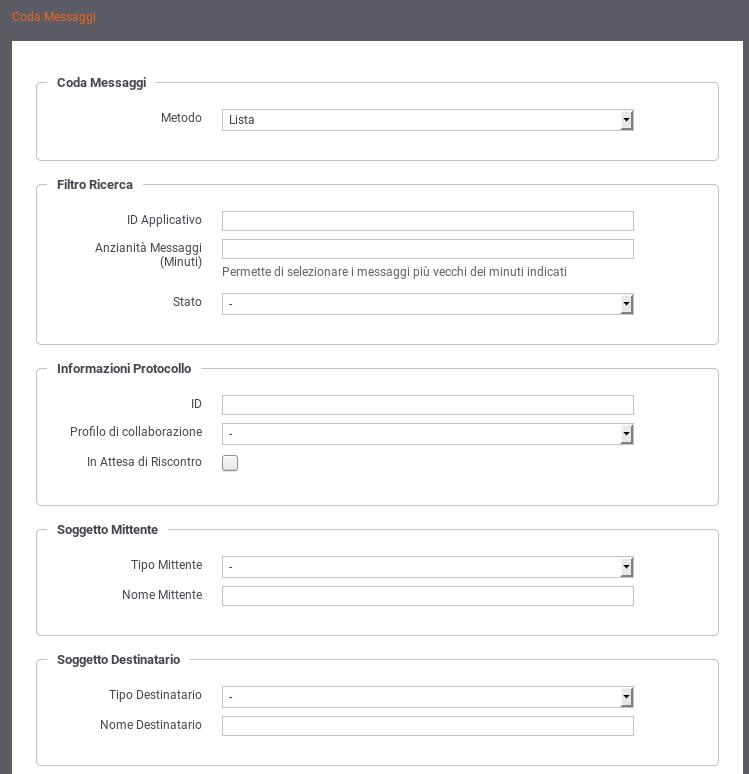 Coda Messaggi
Coda Messaggi
Metodo
Lista
Filtro Ricerca
ID Applicativo
Anzianità Messaggi
(Minuti)
Permette di selezionare i messaggi più vecchi dei minuti indicati
Stato
-
Informazioni Protocollo
ID
Profilo di collaborazione
-
In Attesa di Riscontro
Soggetto Mittente
Tipo Mittente
-
Nome Mittente
Soggetto Destinatario
Tipo Destinatario
-
Nome Destinatario